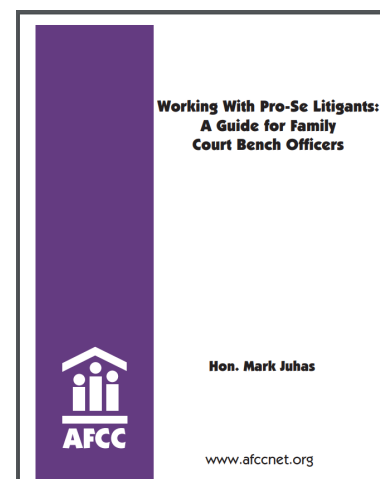 Working With Pro-Se Litigants:
A Guide for Family
Court Bench Officers
Hon. Mark Juhas
AFCC
www.afccnet.org